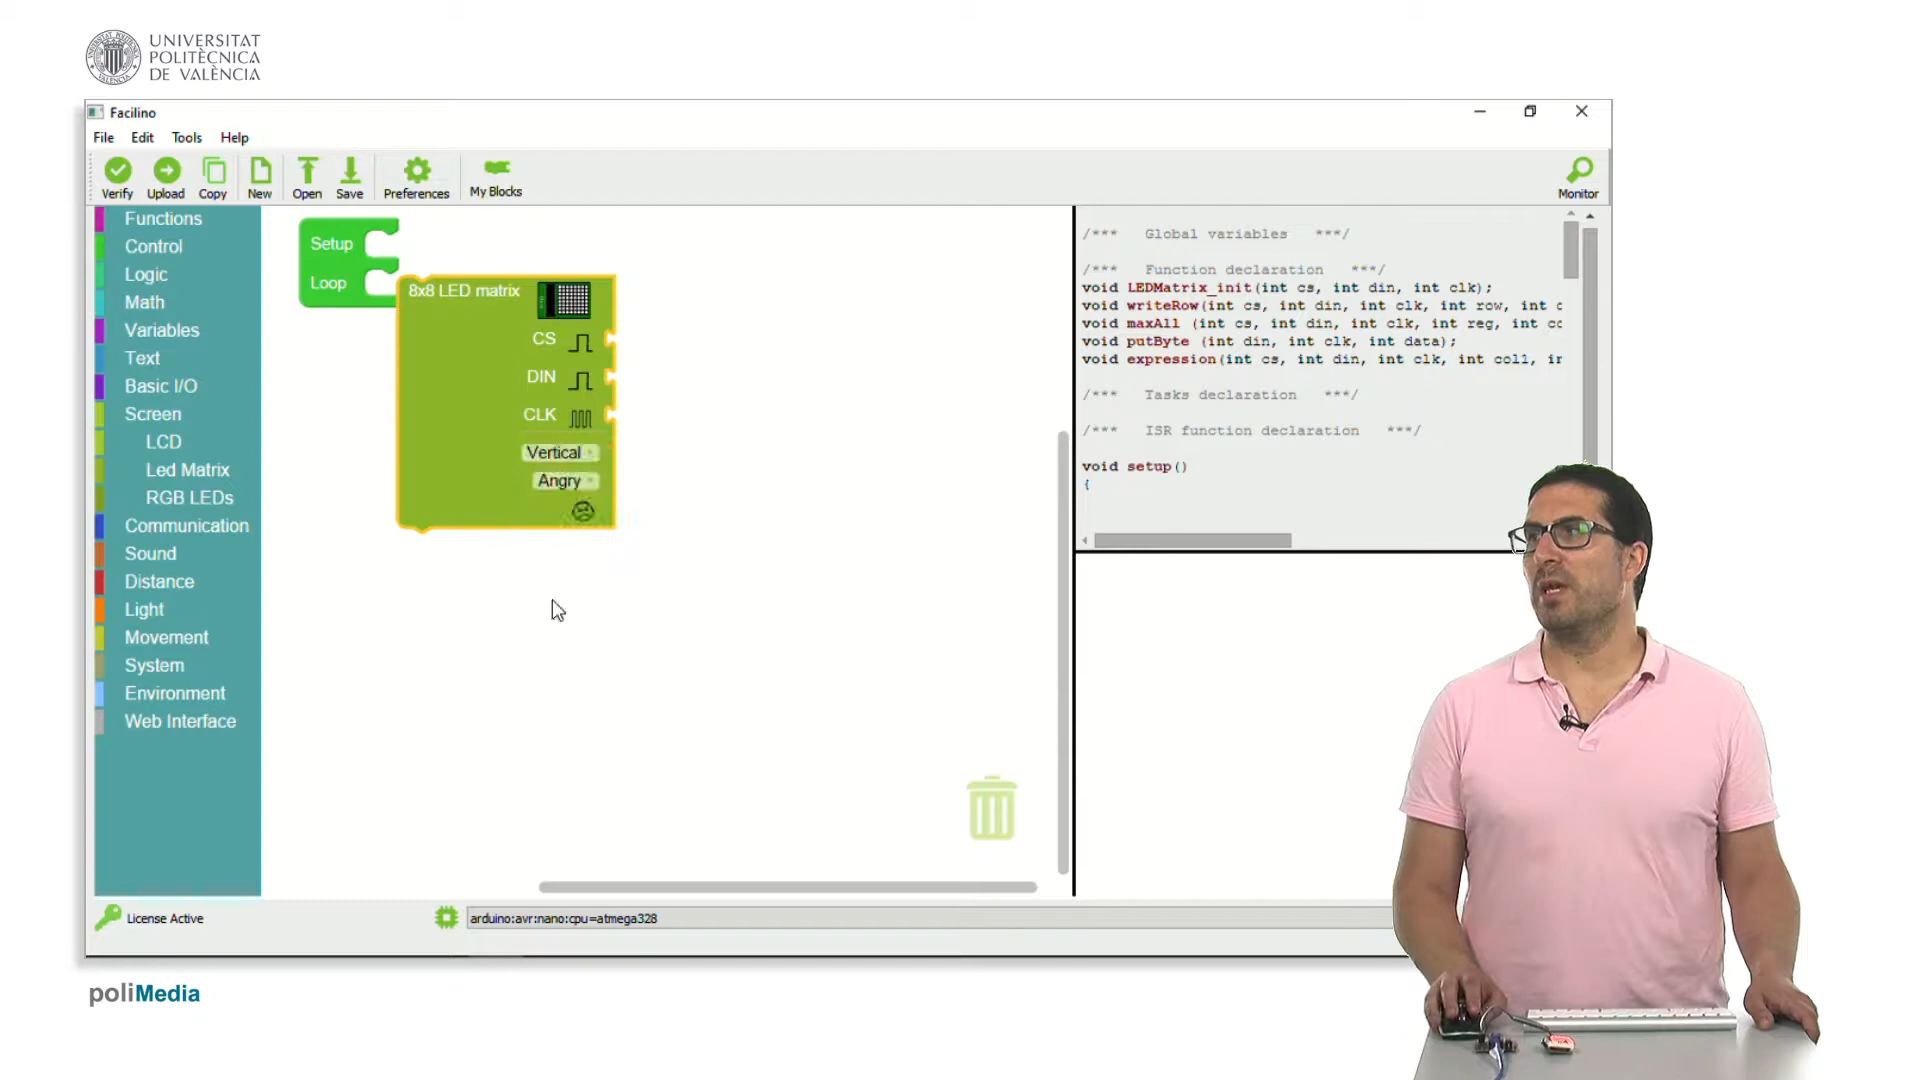 UNIVERSITAT
POLITÈCNICA
DE VALÈNCIA
Facilino
File Edit Tools Help
Verify Upload Copy New Open Save Preferences My Blocks Monitor
Functions
Control
Logic
Math
Variables
Text
Basic I/O
Screen
LCD
Led Matrix
RGB LEDs
Communication
Sound
Distance
Light
Movement
System
Environment
Web Interface
Setup
Loop
8x8 LED matrix
CS
DIN
CLK
Vertical
Angry
/*** Global variables ***/
/*** Function declaration ***/
void LEDMatrix_init(int cs, int din, int clk);
void writeRow(int cs, int din, int clk, int row, int c
void maxAll (int cs, int din, int clk, int reg, int co
void putByte (int din, int clk, int data);
void expression(int cs, int din, int clk, int col1, in
/*** Tasks declaration ***/
/*** ISR function declaration ***/
void setup()
{
License Active
arduino:avr:nano:cpu=atmega328
poliMedia